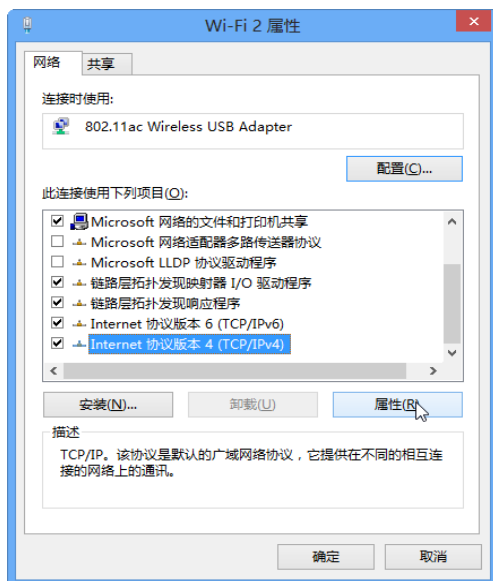 Wi-Fi 2 属性
网络 共享
连接时使用:
802.11ac Wireless USB Adapter
配置(C)...
此连接使用下列项目(O):
Microsoft 网络的文件和打印机共享
Microsoft 网络适配器多路传送器协议
Microsoft LLDP 协议驱动程序
链路层拓扑发现映射器 I/O 驱动程序
链路层拓扑发现响应程序
Internet 协议版本 6 (TCP/IPv6)
Internet 协议版本 4 (TCP/IPv4)
安装(N)... 卸载(U) 属性(R)
描述
TCP/IP。该协议是默认的广域网络协议，它提供在不同的相互连
接的网络上的通讯。
确定 取消